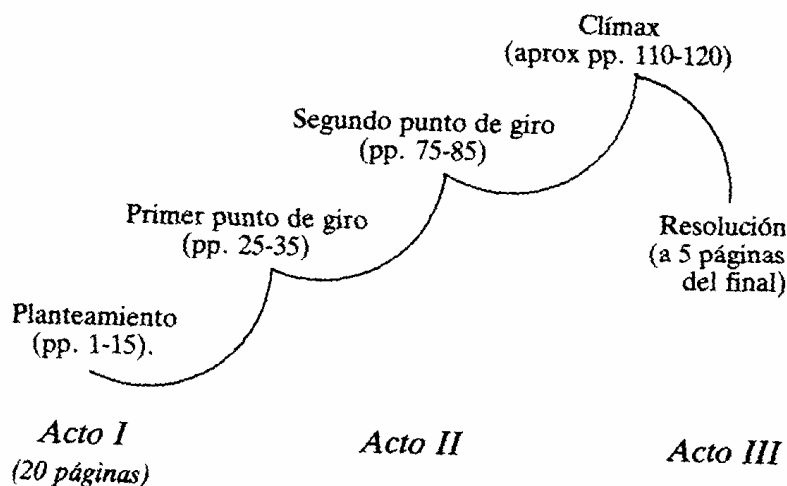 Clímax
(aprox pp. 110-120)
Segundo punto de giro
(pp. 75-85)
Primer punto de giro
(pp. 25-35)
Resolución
(a 5 páginas
del final)
Planteamiento
(pp. 1-15).
Acto I
(20 páginas)
Acto II
Acto III